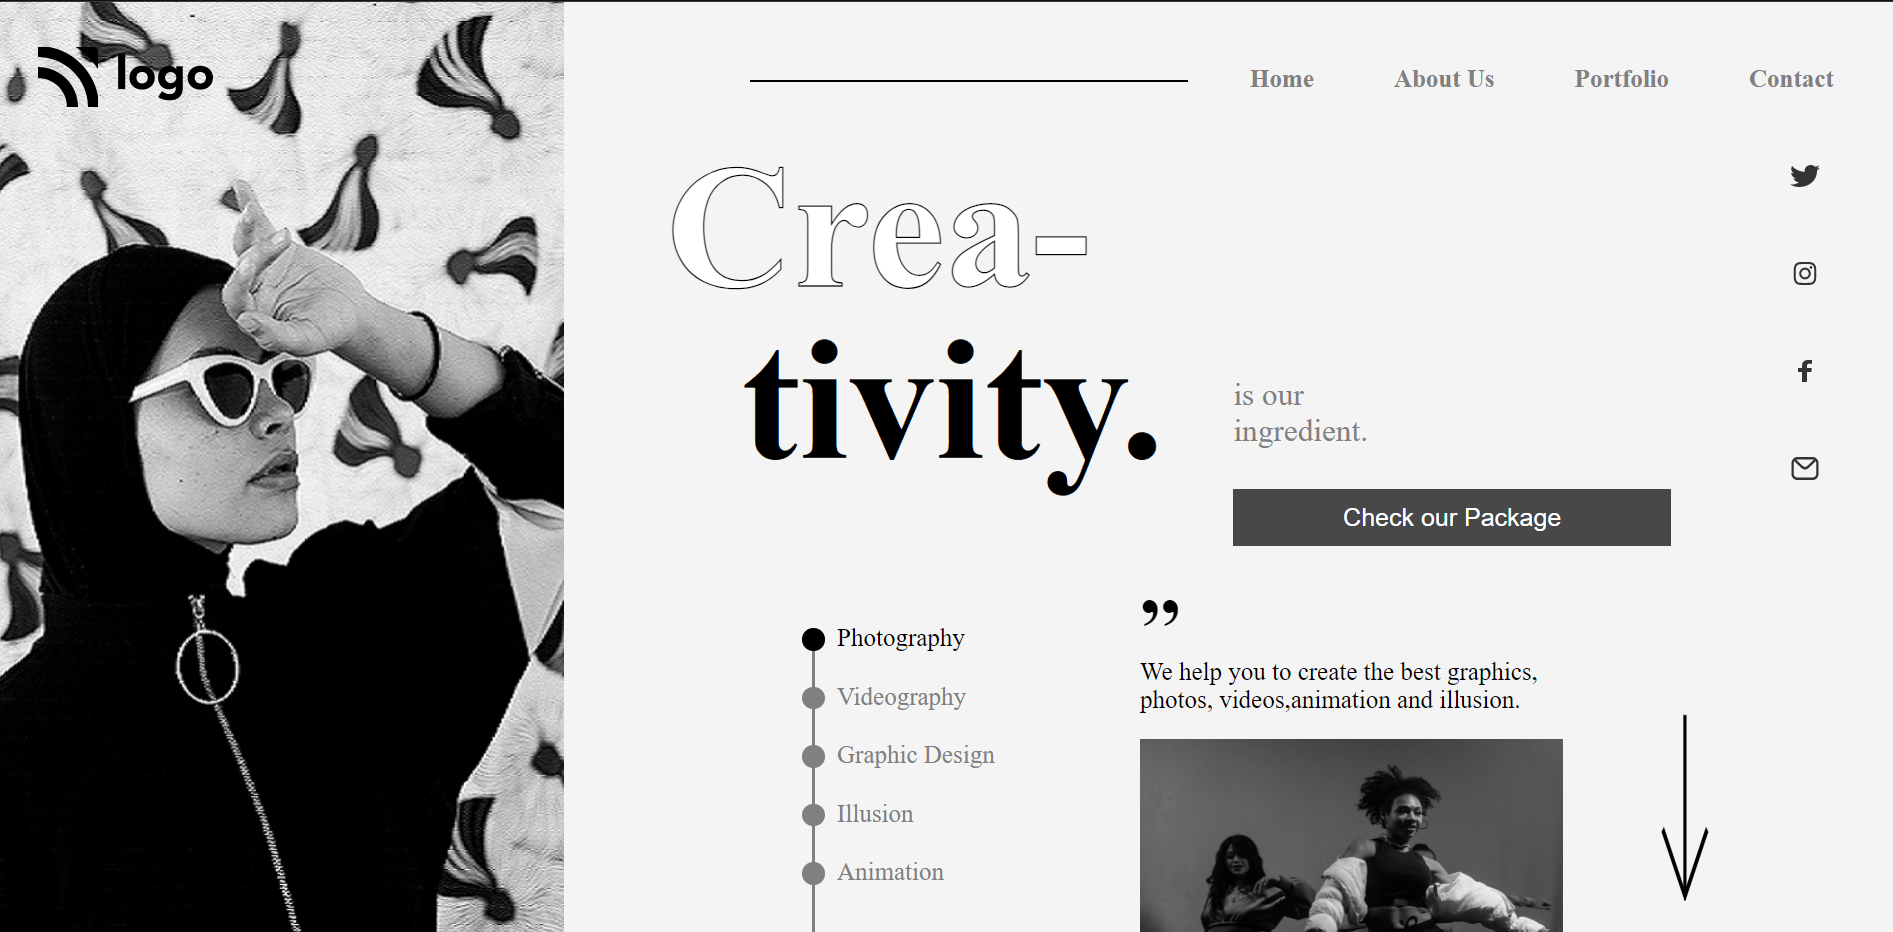 logo
Home
About Us
Portfolio
Contact
Crea-
tivity.
is our
ingredient.
Check our Package
Photography
Videography
Graphic Design
Illusion
Animation
”
We help you to create the best graphics,
photos, videos,animation and illusion.